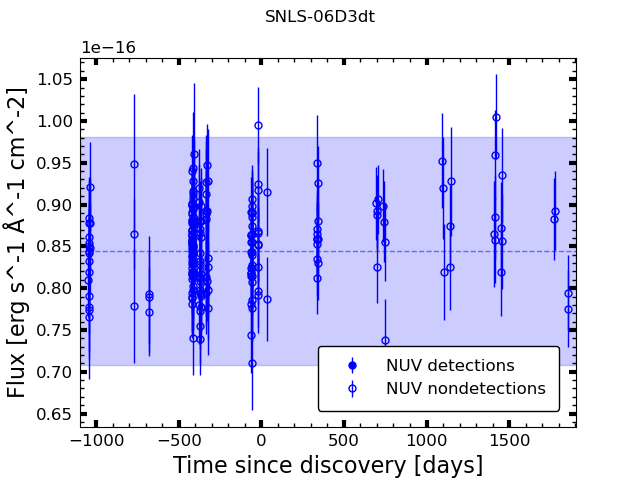 SNLS-06D3dt
1e−16
1.05
1.00
0.95
0.90
0.85
0.80
0.75
0.70
0.65
Flux [erg s^-1 Å^-1 cm^-2]
NUV detections
NUV nondetections
−1000 −500 0 500 1000 1500
Time since discovery [days]